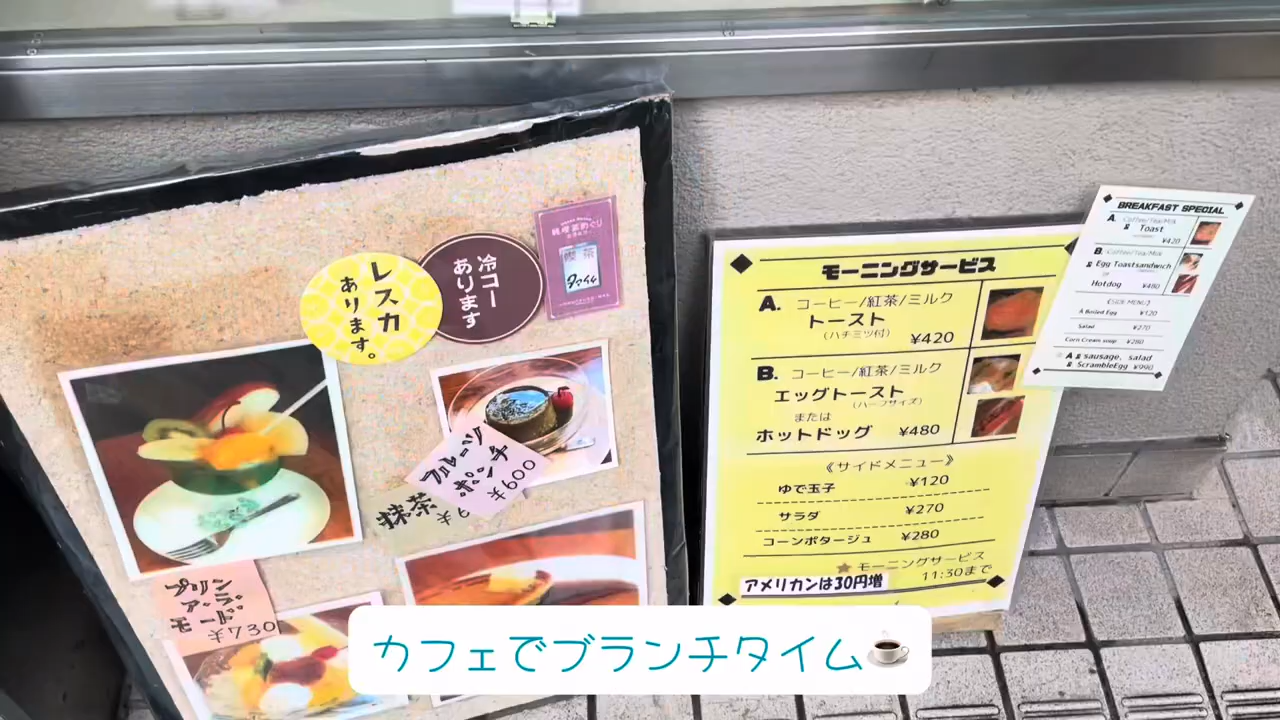 レスカ
あります。
冷コー
あります
純喫茶めぐり
喫茶
プリン
ア・ラ・
モード
¥730
フルーツ
ポンチ
¥600
抹茶
モーニングサービス
A. コーヒー/紅茶/ミルク
トースト
(ハチミツ付) ¥420
B. コーヒー/紅茶/ミルク
エッグトースト
(ハーフサイズ)
または
ホットドッグ ¥480
《サイドメニュー》
ゆで玉子 ¥120
サラダ ¥270
コーンポタージュ ¥280
★ モーニングサービス
11:30まで
アメリカンは30円増
BREAKFAST SPECIAL
A. Coffee/Tea/Milk
& Toast
¥420
B. Coffee/Tea/Milk
& Egg Toastsandwich
or
Hotdog ¥480
《SIDE MENU》
A Boiled Egg ¥120
Salad ¥270
Corn Cream soup ¥280
A & sausage, salad
& ScrambleEgg ¥990
カフェでブランチタイム☕